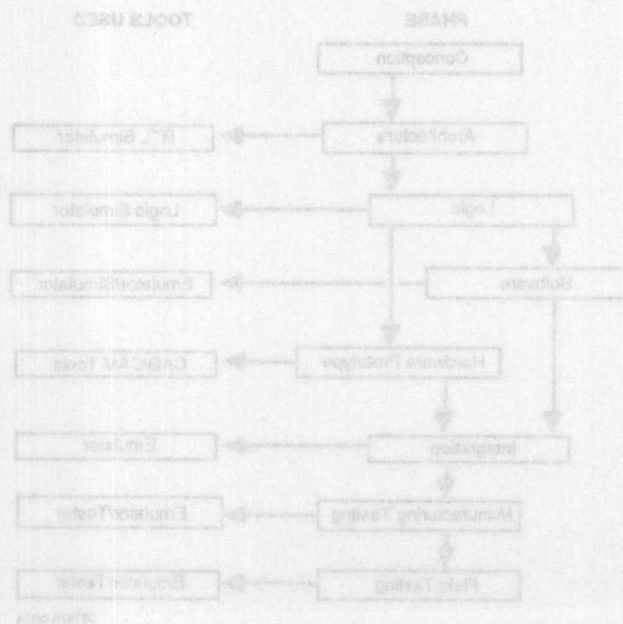 PHASE
TOOLS USED
Conception
Architecture
RTL Simulator
Logic
Logic Simulator
Software
Emulator/Simulator
Hardware Prototype
CAD/CAM Tools
Integration
Emulator
Manufacturing Testing
Emulator/Tester
Field Testing
Emulator/Tester